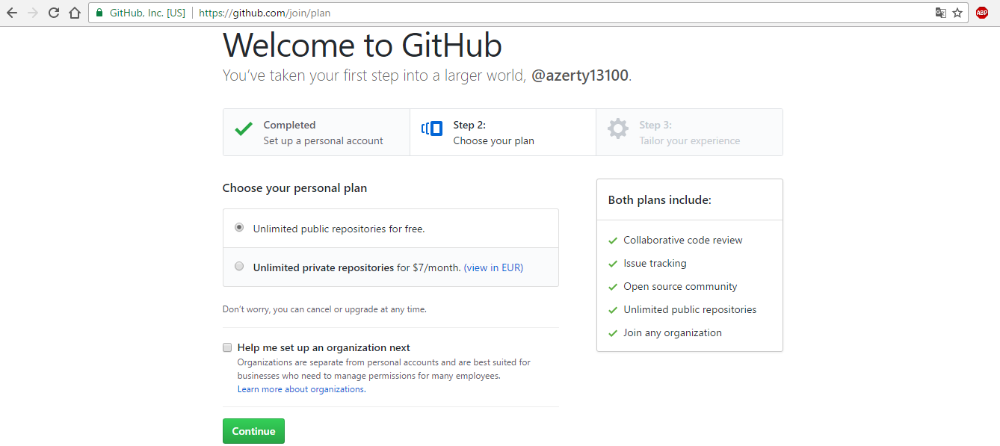 GitHub, Inc. [US] https://github.com/join/plan
ABP
Welcome to GitHub
You’ve taken your first step into a larger world, @azerty13100.
Completed
Set up a personal account
Step 2:
Choose your plan
Step 3:
Tailor your experience
Choose your personal plan
Unlimited public repositories for free.
Unlimited private repositories for $7/month. (view in EUR)
Don’t worry, you can cancel or upgrade at any time.
Help me set up an organization next
Organizations are separate from personal accounts and are best suited for
businesses who need to manage permissions for many employees.
Learn more about organizations.
Continue
Both plans include:
Collaborative code review
Issue tracking
Open source community
Unlimited public repositories
Join any organization